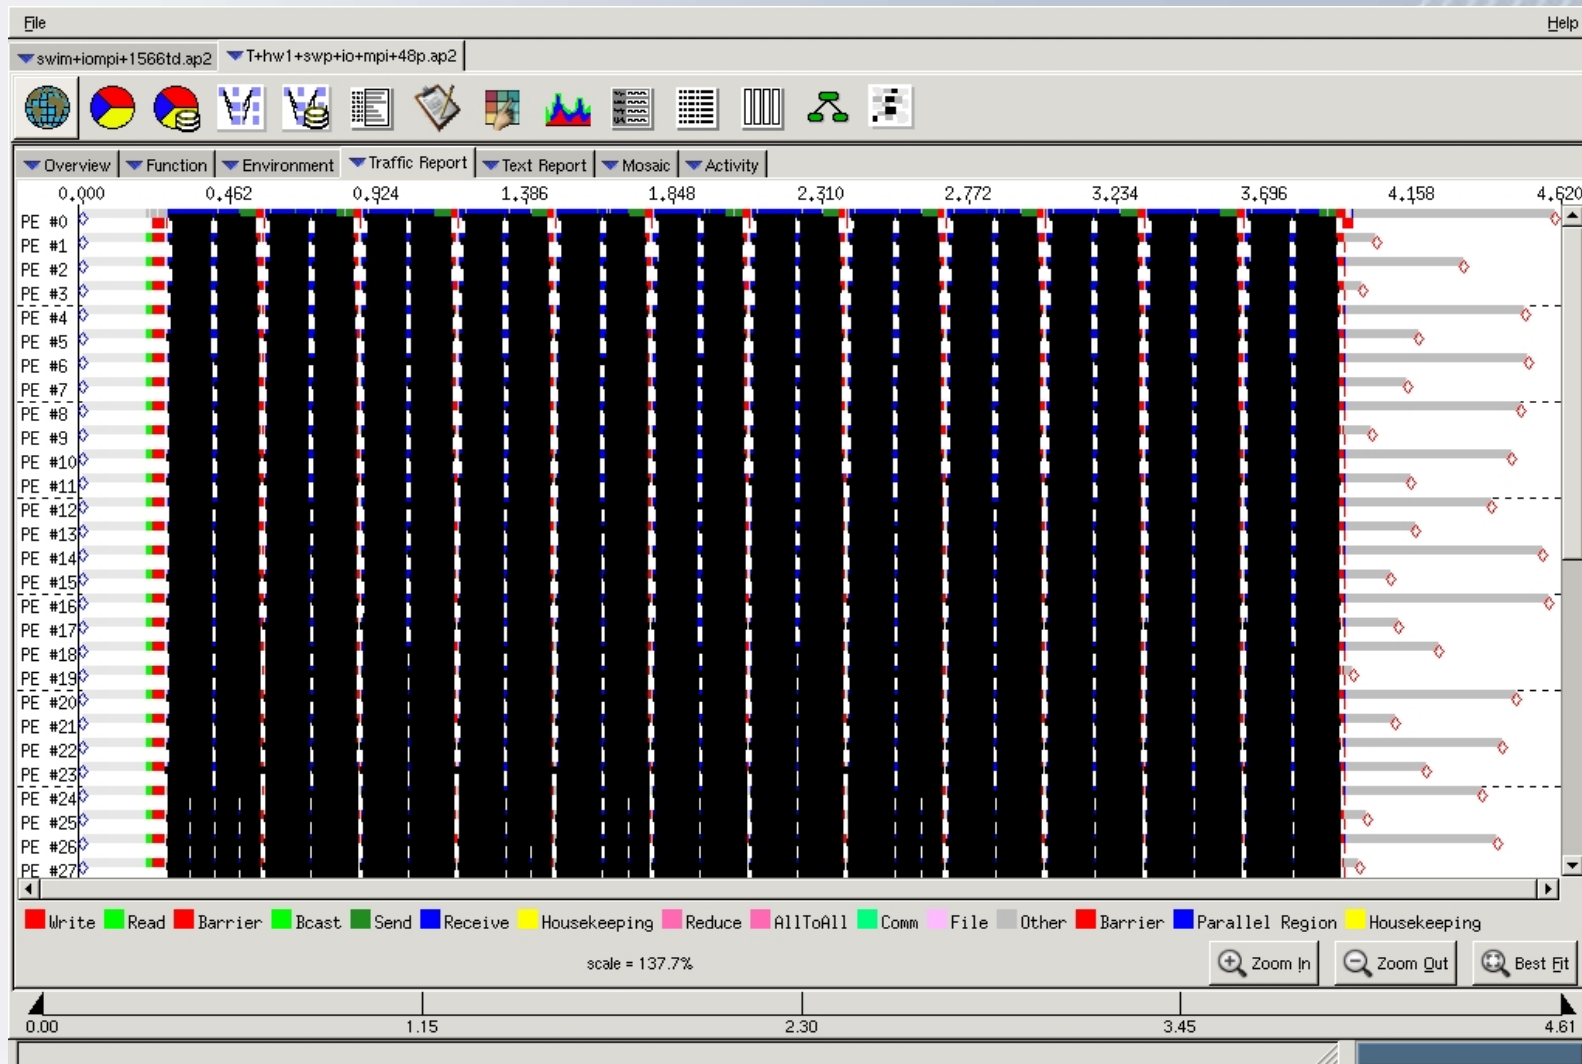 File Help
swim+iompi+1566td.ap2 T+hw1+swp+io+mpi+48p.ap2
Overview Function Environment Traffic Report Text Report Mosaic Activity
0.000 0.462 0.924 1.386 1.848 2.310 2.772 3.234 3.696 4.158 4.620
PE #0
PE #1
PE #2
PE #3
PE #4
PE #5
PE #6
PE #7
PE #8
PE #9
PE #10
PE #11
PE #12
PE #13
PE #14
PE #15
PE #16
PE #17
PE #18
PE #19
PE #20
PE #21
PE #22
PE #23
PE #24
PE #25
PE #26
PE #27
Write Read Barrier Bcast Send Receive Housekeeping Reduce AllToAll Comm File Other Barrier Parallel Region Housekeeping
scale = 137.7% Zoom In Zoom Out Best Fit
0.00 1.15 2.30 3.45 4.61